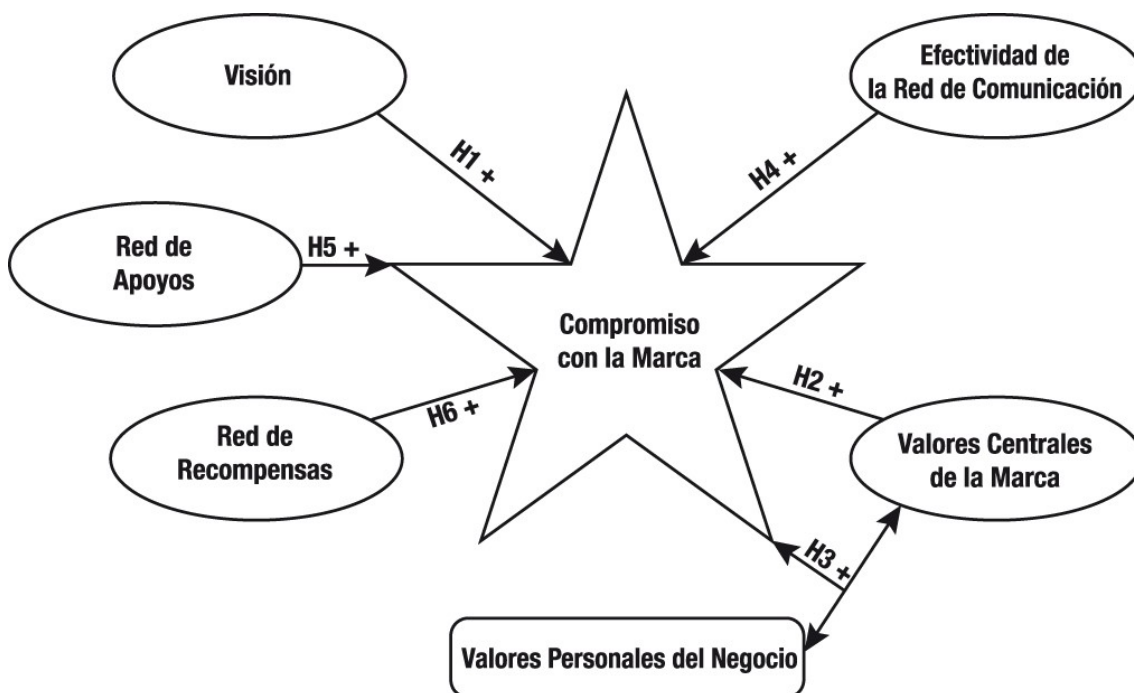 Visión
Efectividad de
la Red de Comunicación
H1 +
H4 +
Red de
Apoyos
H5 +
Compromiso
con la Marca
H2 +
H6 +
Red de
Recompensas
Valores Centrales
de la Marca
H3 +
Valores Personales del Negocio